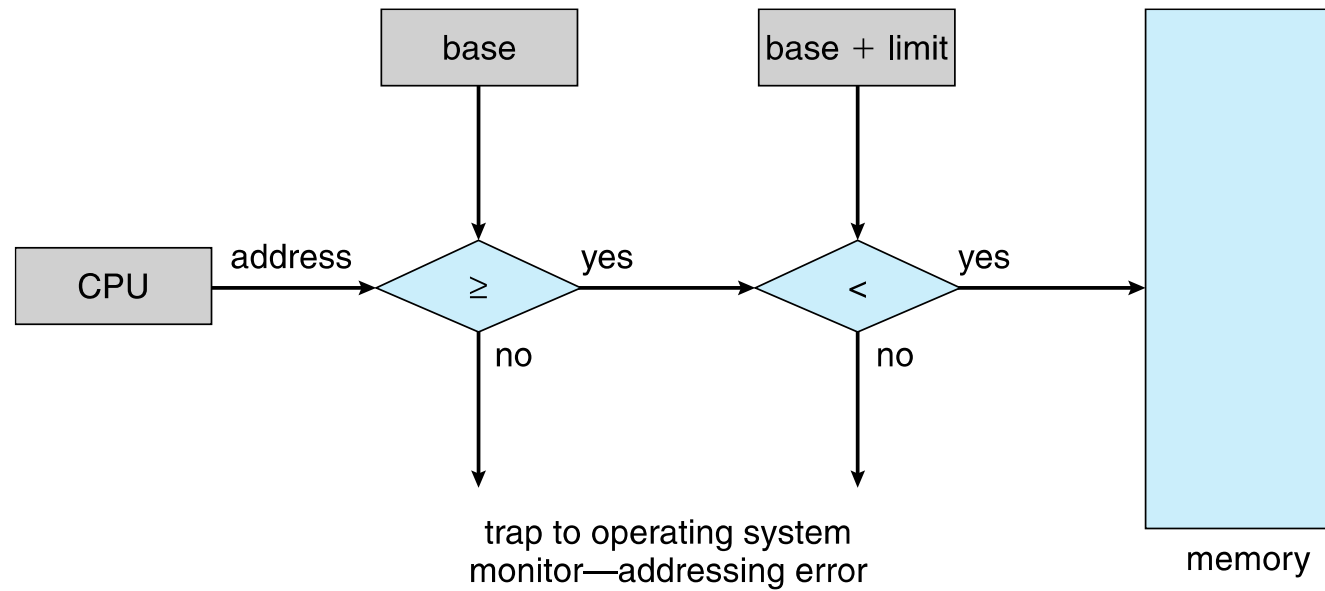 base
base + limit
CPU
address
≥
yes
<
yes
no
no
trap to operating system
monitor—addressing error
memory